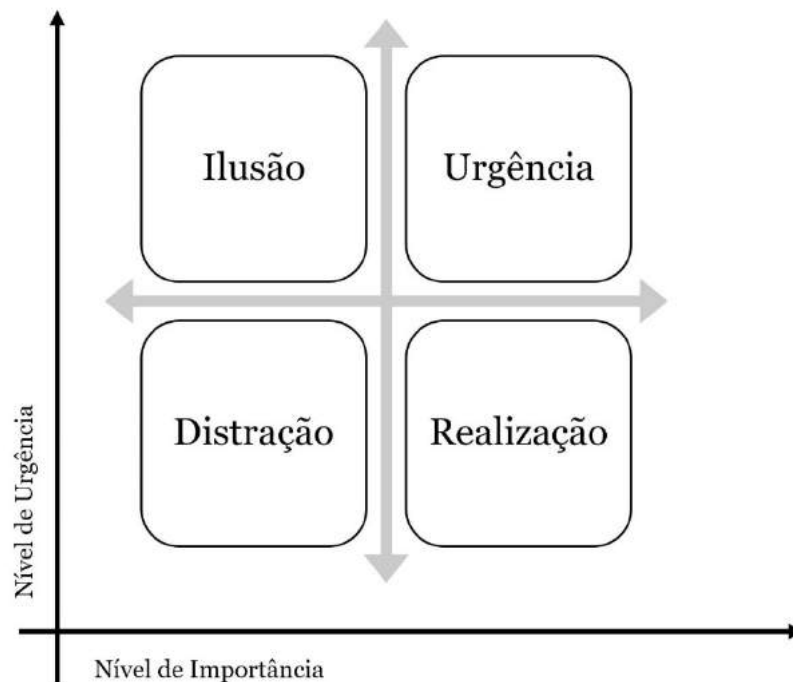 Ilusão
Urgência
Distração
Realização
Nível de Urgência
Nível de Importância